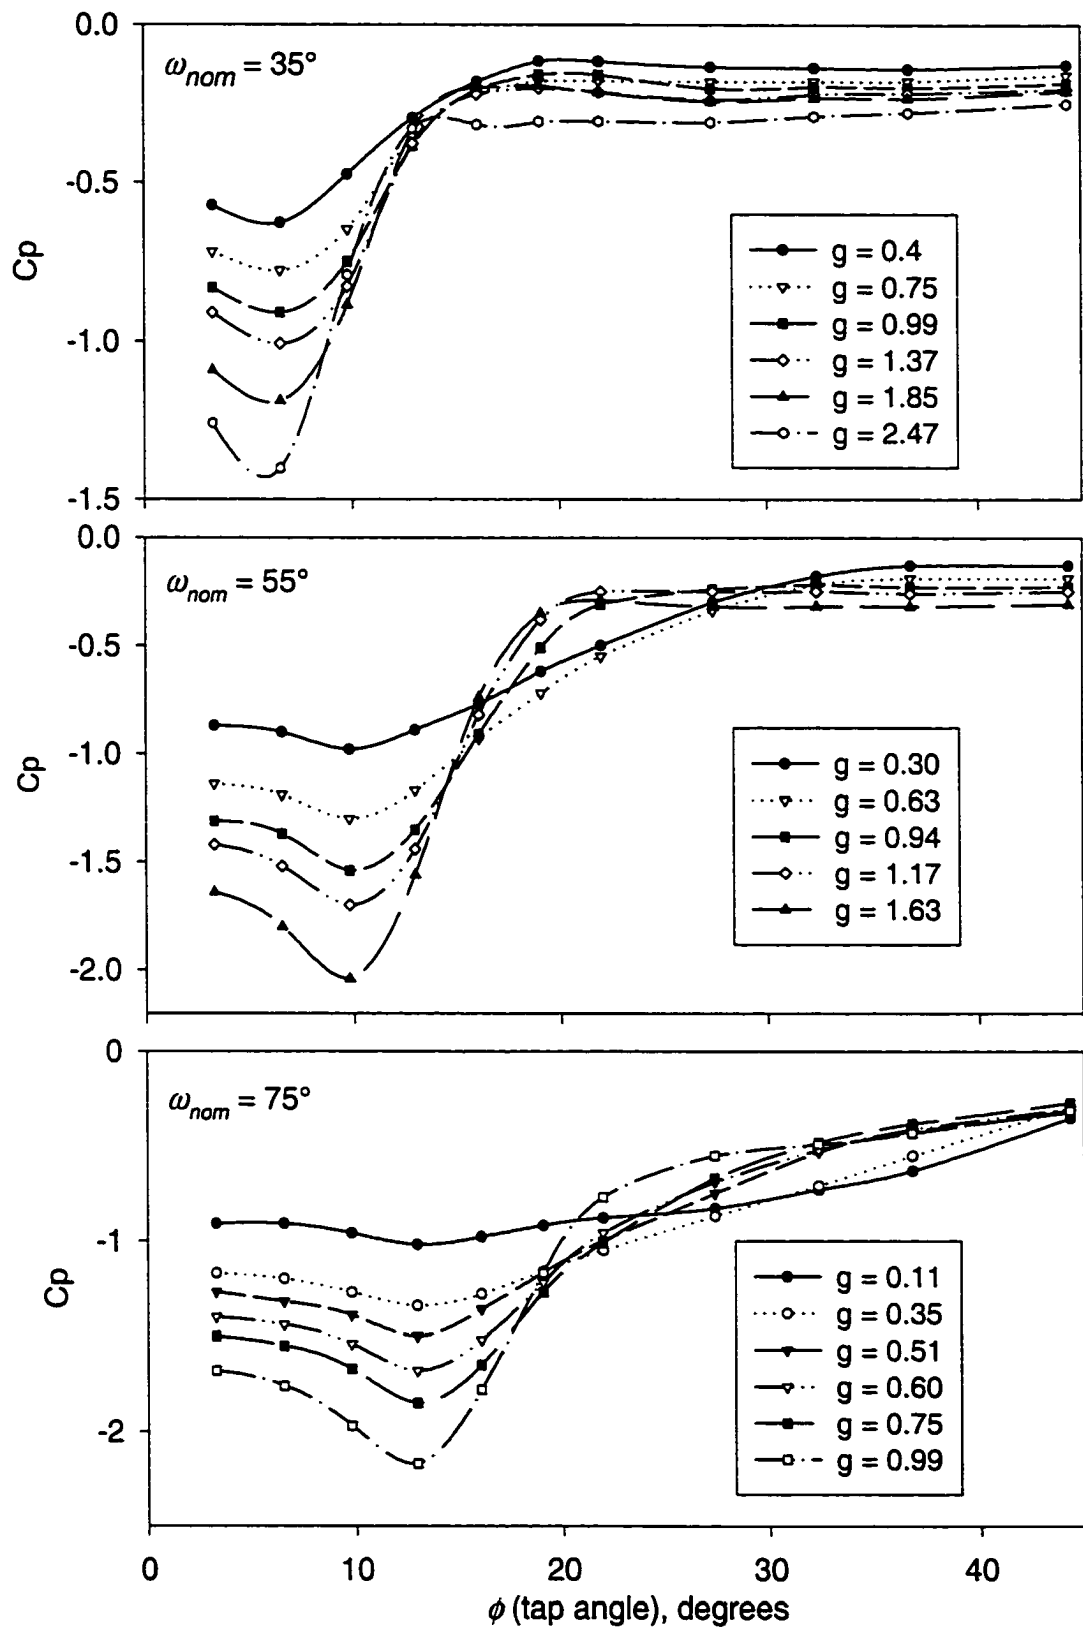 0.0
ω_nom = 35°
-0.5
Cp
g = 0.4
g = 0.75
g = 0.99
g = 1.37
g = 1.85
g = 2.47
-1.0
-1.5
0.0
ω_nom = 55°
-0.5
-1.0
Cp
g = 0.30
g = 0.63
g = 0.94
g = 1.17
g = 1.63
-1.5
-2.0
0
ω_nom = 75°
-1
Cp
g = 0.11
g = 0.35
g = 0.51
g = 0.60
g = 0.75
g = 0.99
-2
0 10 20 30 40
ϕ (tap angle), degrees